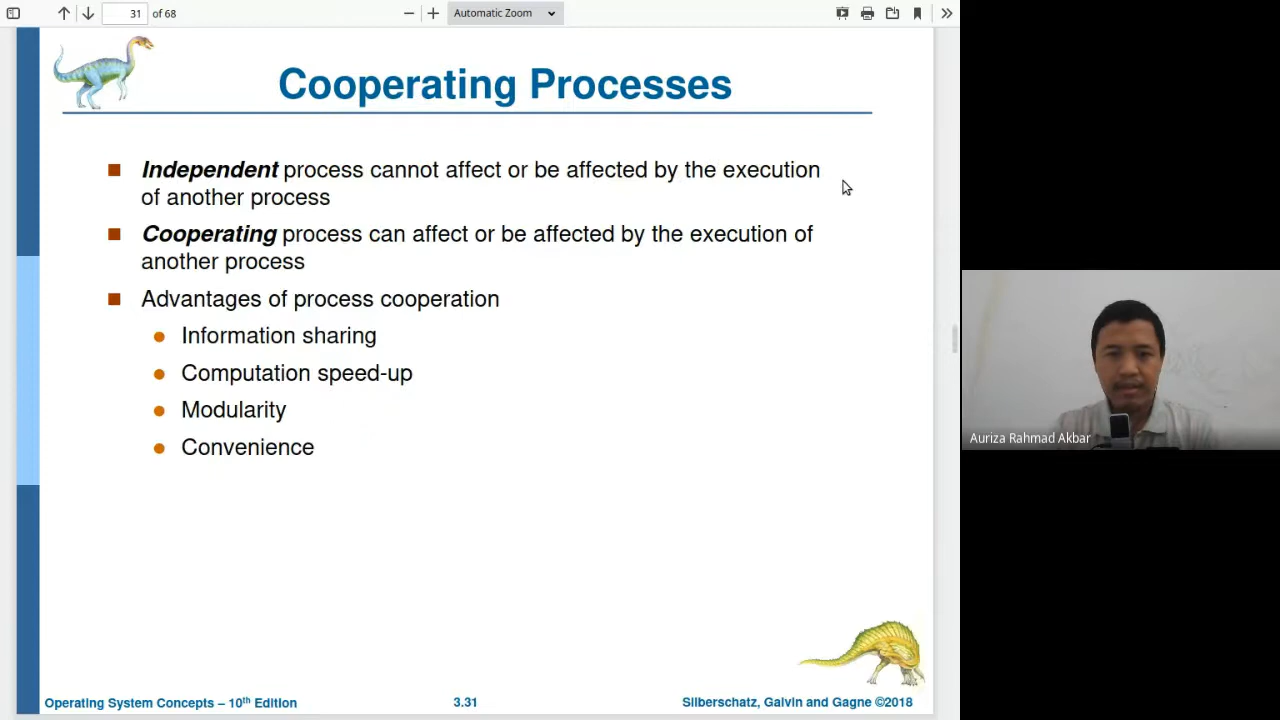 31 of 68
Automatic Zoom
Cooperating Processes
Independent process cannot affect or be affected by the execution
of another process
Cooperating process can affect or be affected by the execution of
another process
Advantages of process cooperation
Information sharing
Computation speed-up
Modularity
Convenience
Auriza Rahmad Akbar
Operating System Concepts – 10th Edition
3.31
Silberschatz, Galvin and Gagne ©2018